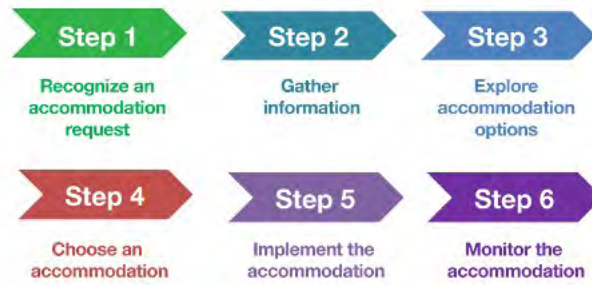 Step 1
Recognize an
accommodation
request
Step 2
Gather
information
Step 3
Explore
accommodation
options
Step 4
Choose an
accommodation
Step 5
Implement the
accommodation
Step 6
Monitor the
accommodation